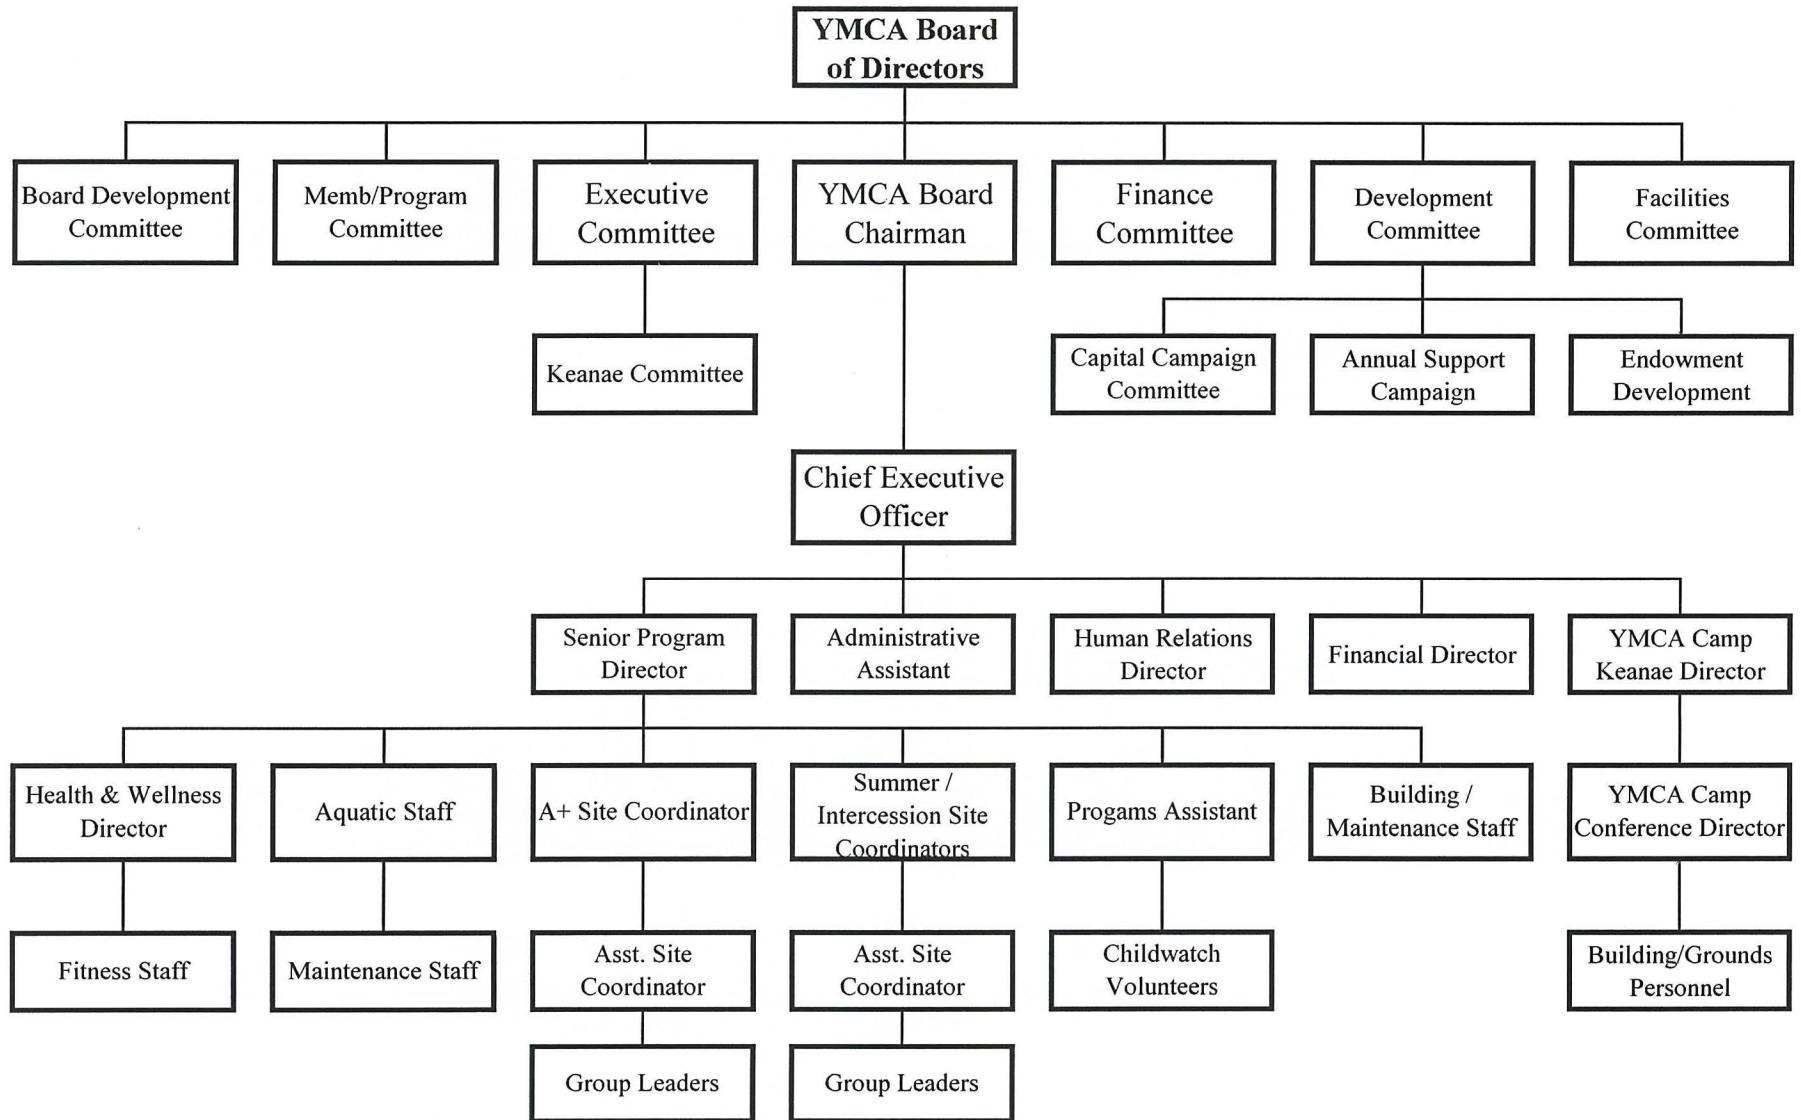 YMCA Board
of Directors
Board Development
Committee
Memb/Program
Committee
Executive
Committee
YMCA Board
Chairman
Finance
Committee
Development
Committee
Facilities
Committee
Keanae Committee
Capital Campaign
Committee
Annual Support
Campaign
Endowment
Development
Chief Executive
Officer
Senior Program
Director
Administrative
Assistant
Human Relations
Director
Financial Director
YMCA Camp
Keanae Director
Health & Wellness
Director
Aquatic Staff
A+ Site Coordinator
Summer /
Intercession Site
Coordinators
Progams Assistant
Building /
Maintenance Staff
YMCA Camp
Conference Director
Fitness Staff
Maintenance Staff
Asst. Site
Coordinator
Asst. Site
Coordinator
Childwatch
Volunteers
Building/Grounds
Personnel
Group Leaders
Group Leaders